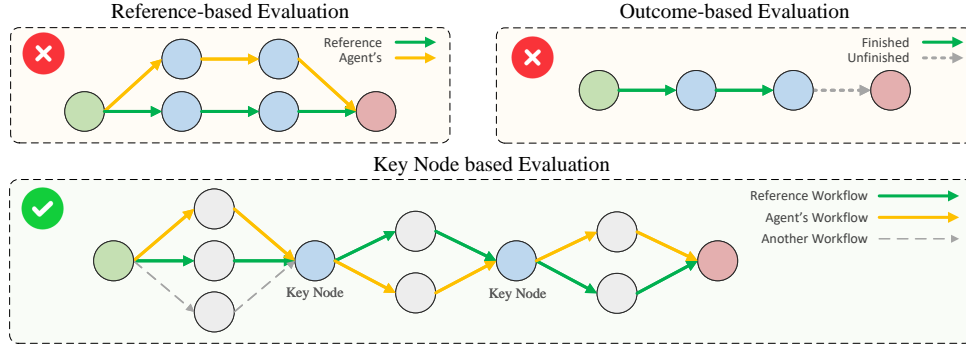 Reference-based Evaluation
Reference
Agent's
Outcome-based Evaluation
Finished
Unfinished
Key Node based Evaluation
Reference Workflow
Agent's Workflow
Another Workflow
Key Node
Key Node